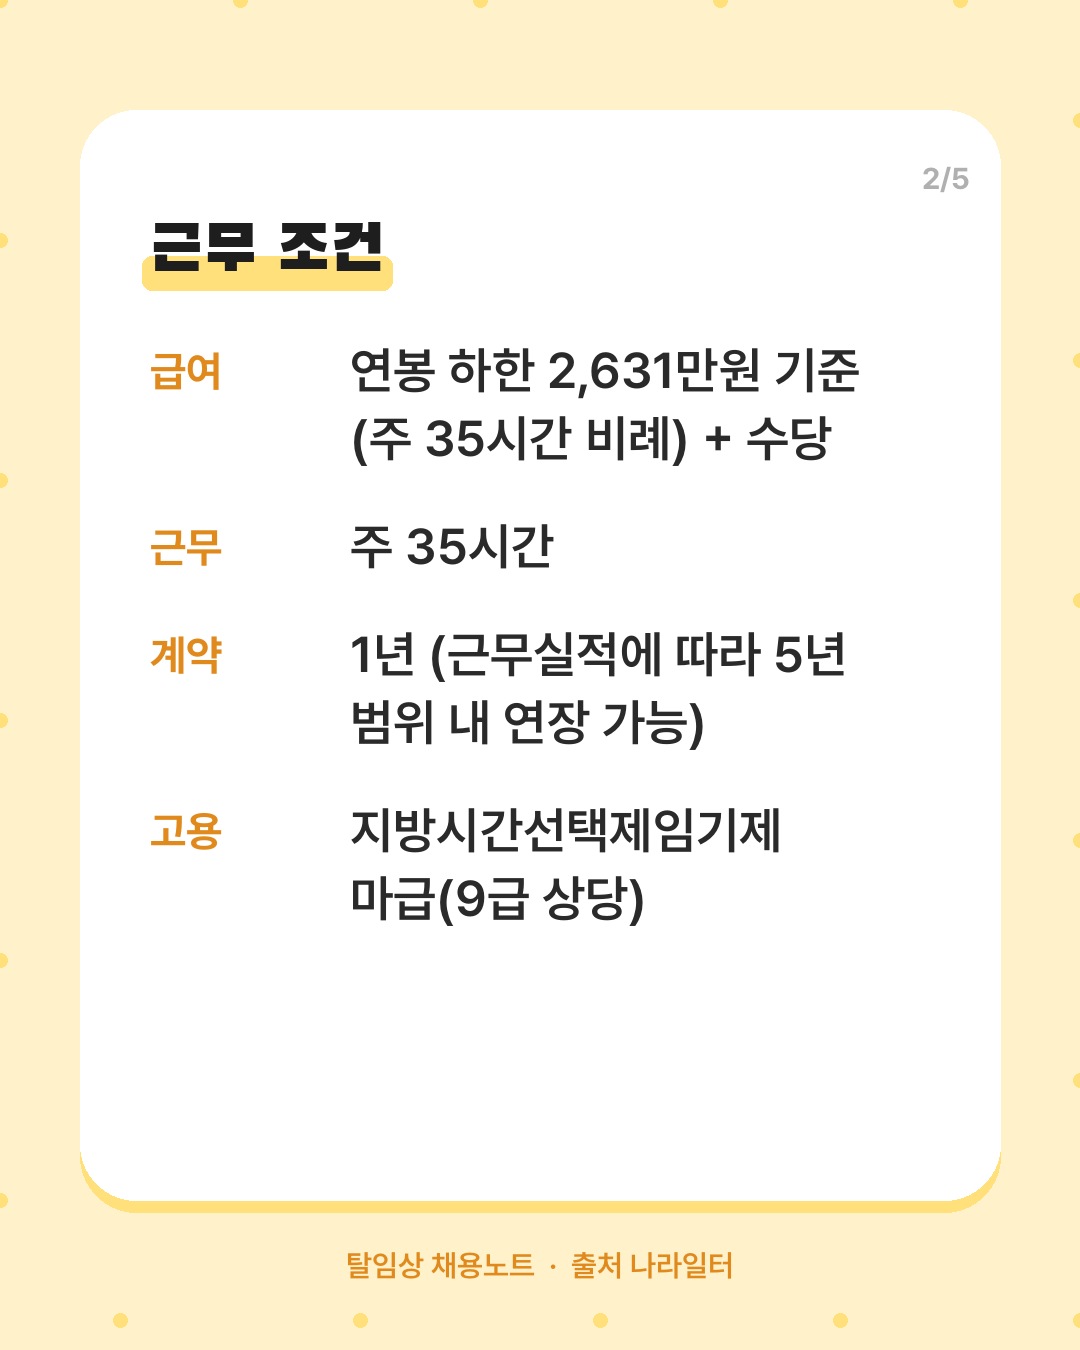 2/5
근무 조건
급여
연봉 하한 2,631만원 기준
(주 35시간 비례) + 수당
근무
주 35시간
계약
1년 (근무실적에 따라 5년
범위 내 연장 가능)
고용
지방시간선택제임기제
마급(9급 상당)
탈임상 채용노트 · 출처 나라일터